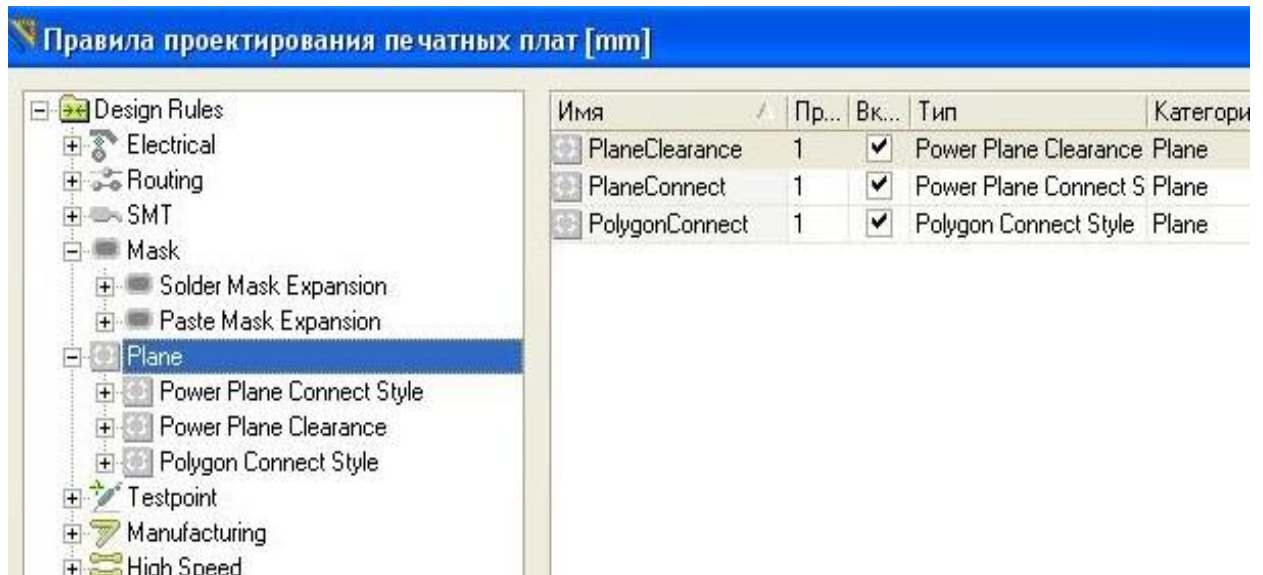 Правила проектирования печатных плат [mm]
Design Rules
Electrical
Routing
SMT
Mask
Solder Mask Expansion
Paste Mask Expansion
Plane
Power Plane Connect Style
Power Plane Clearance
Polygon Connect Style
Testpoint
Manufacturing
High Speed
Имя Пр... Вк... Тип Категори
PlaneClearance 1 Power Plane Clearance Plane
PlaneConnect 1 Power Plane Connect S Plane
PolygonConnect 1 Polygon Connect Style Plane